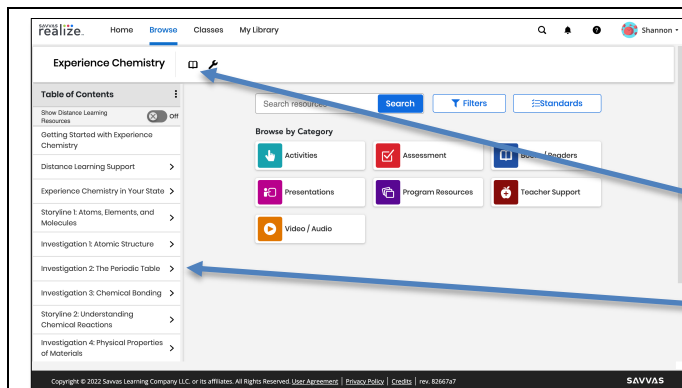 SAVVAS
realize.
Home
Browse
Classes
My Library
Shannon
Experience Chemistry
Table of Contents
Show Distance Learning
Resources
Off
Getting Started with Experience
Chemistry
Distance Learning Support
Experience Chemistry in Your State
Storyline 1: Atoms, Elements, and
Molecules
Investigation 1: Atomic Structure
Investigation 2: The Periodic Table
Investigation 3: Chemical Bonding
Storyline 2: Understanding
Chemical Reactions
Investigation 4: Physical Properties
of Materials
Search resources
Search
Filters
Standards
Browse by Category
Activities
Assessment
Readers
Presentations
Program Resources
Teacher Support
Video / Audio
Copyright © 2022 Savvas Learning Company LLC. or its affiliates. All Rights Reserved. User Agreement | Privacy Policy | Credits | rev. 82667a7
SAVVAS